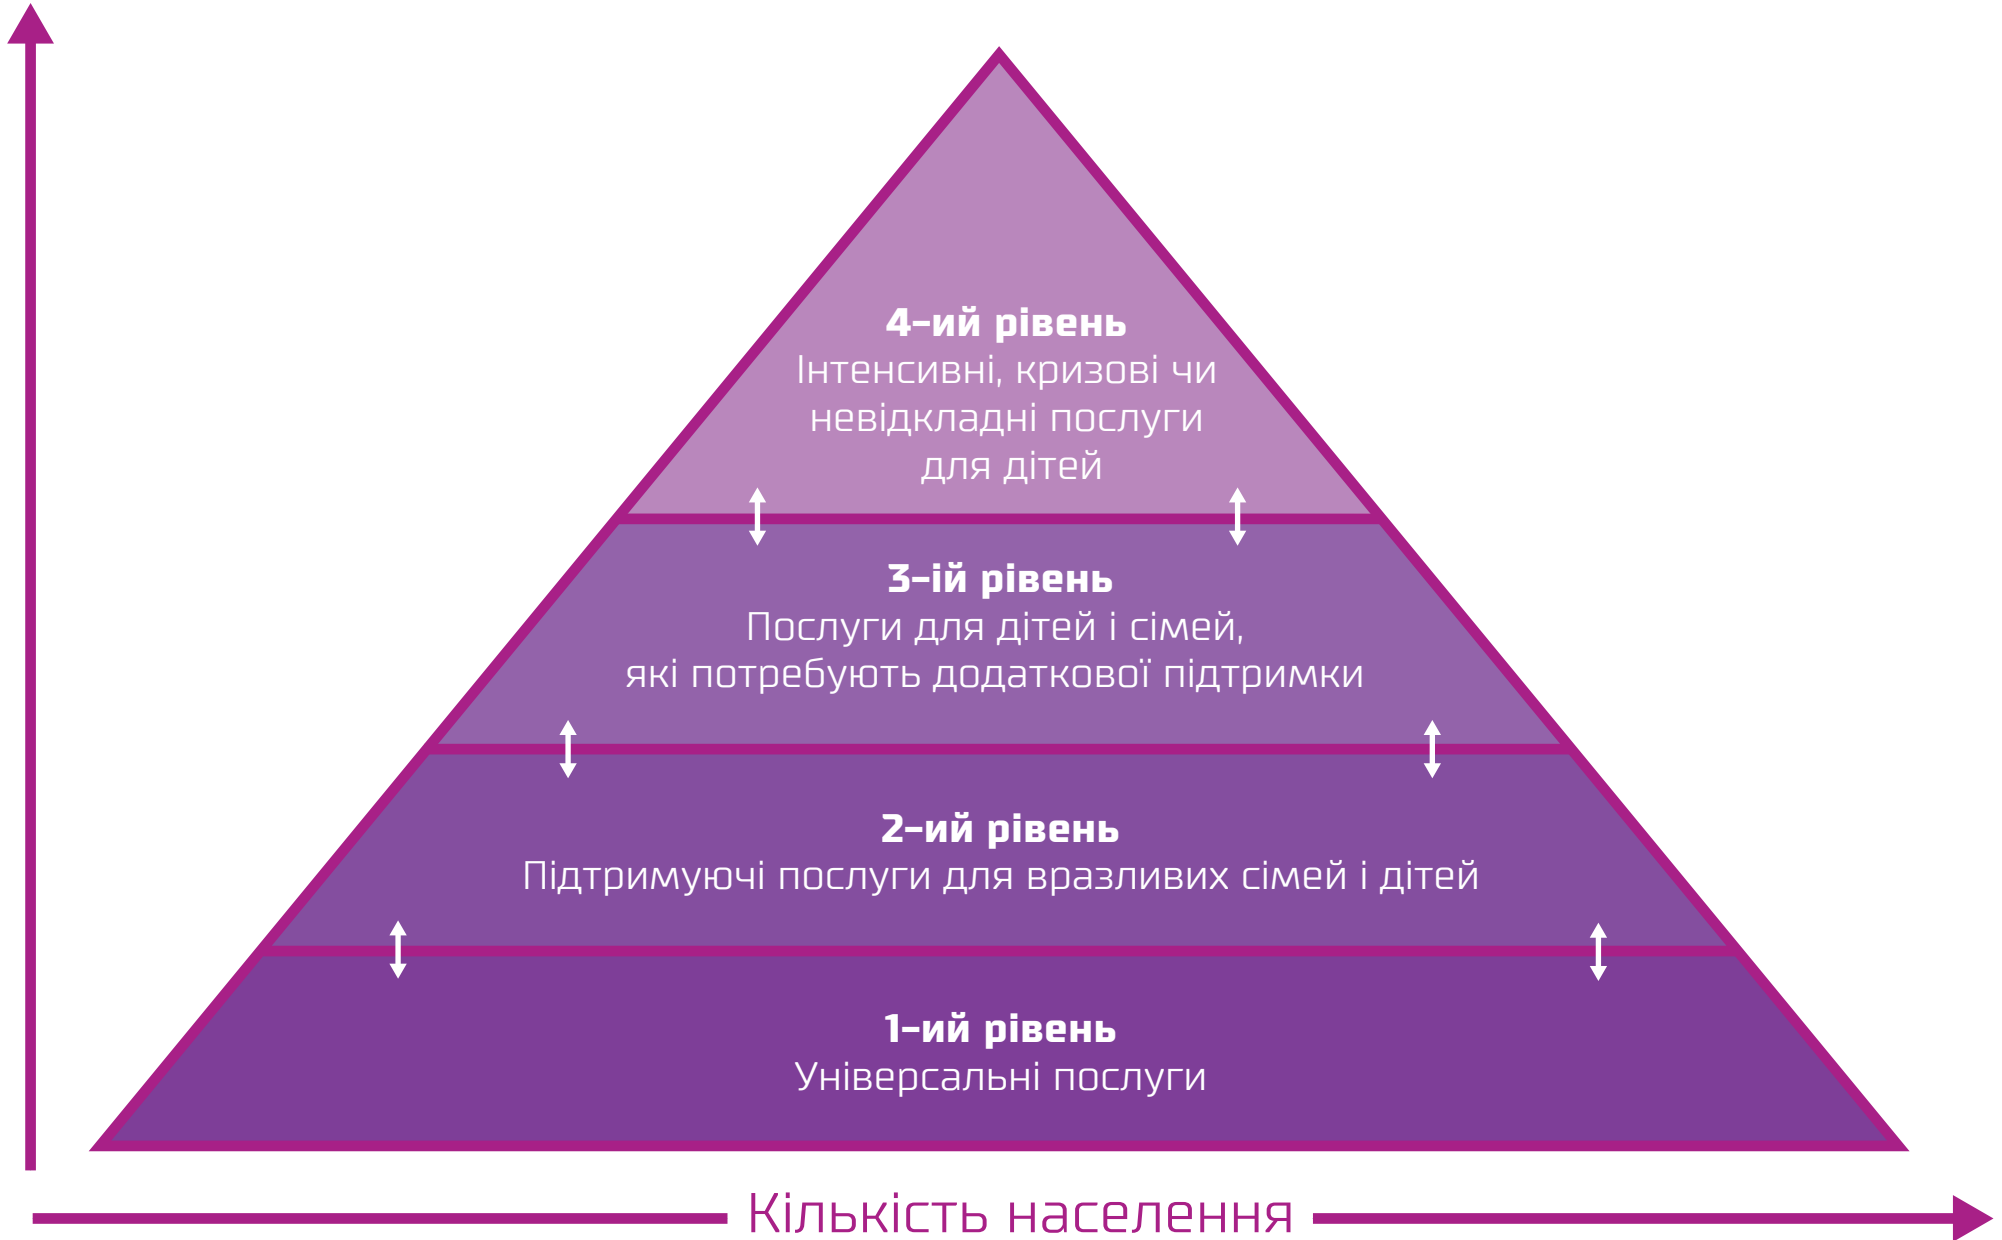 4-ий рівень
Інтенсивні, кризові чи
невідкладні послуги
для дітей
3-ій рівень
Послуги для дітей і сімей,
які потребують додаткової підтримки
2-ий рівень
Підтримуючі послуги для вразливих сімей і дітей
1-ий рівень
Універсальні послуги
Кількість населення